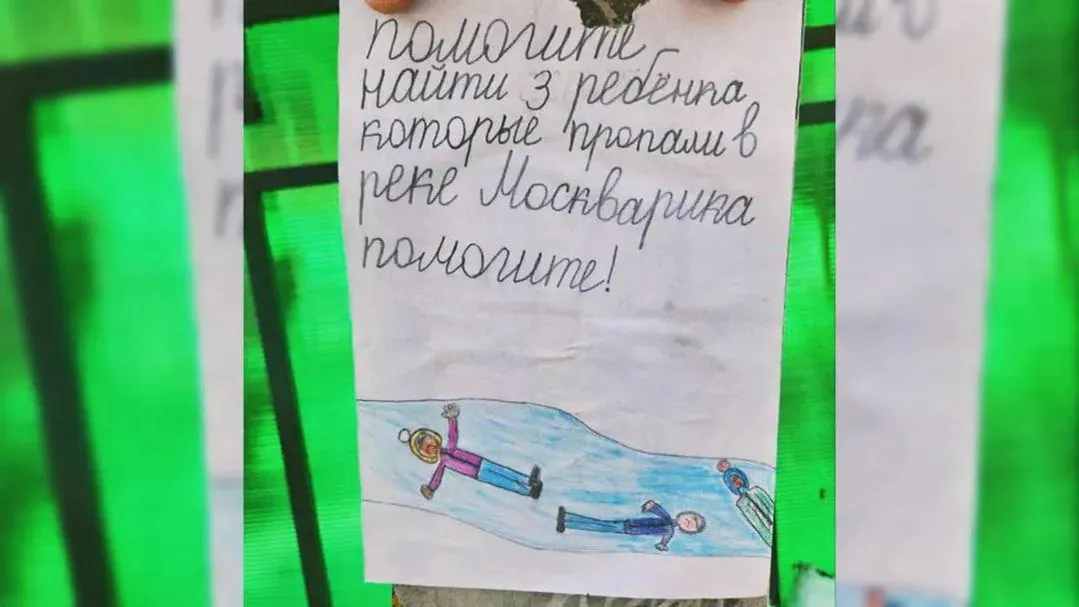 помогите
найти 3 ребёнка
которые пропали в
реке Москварика
помогите!